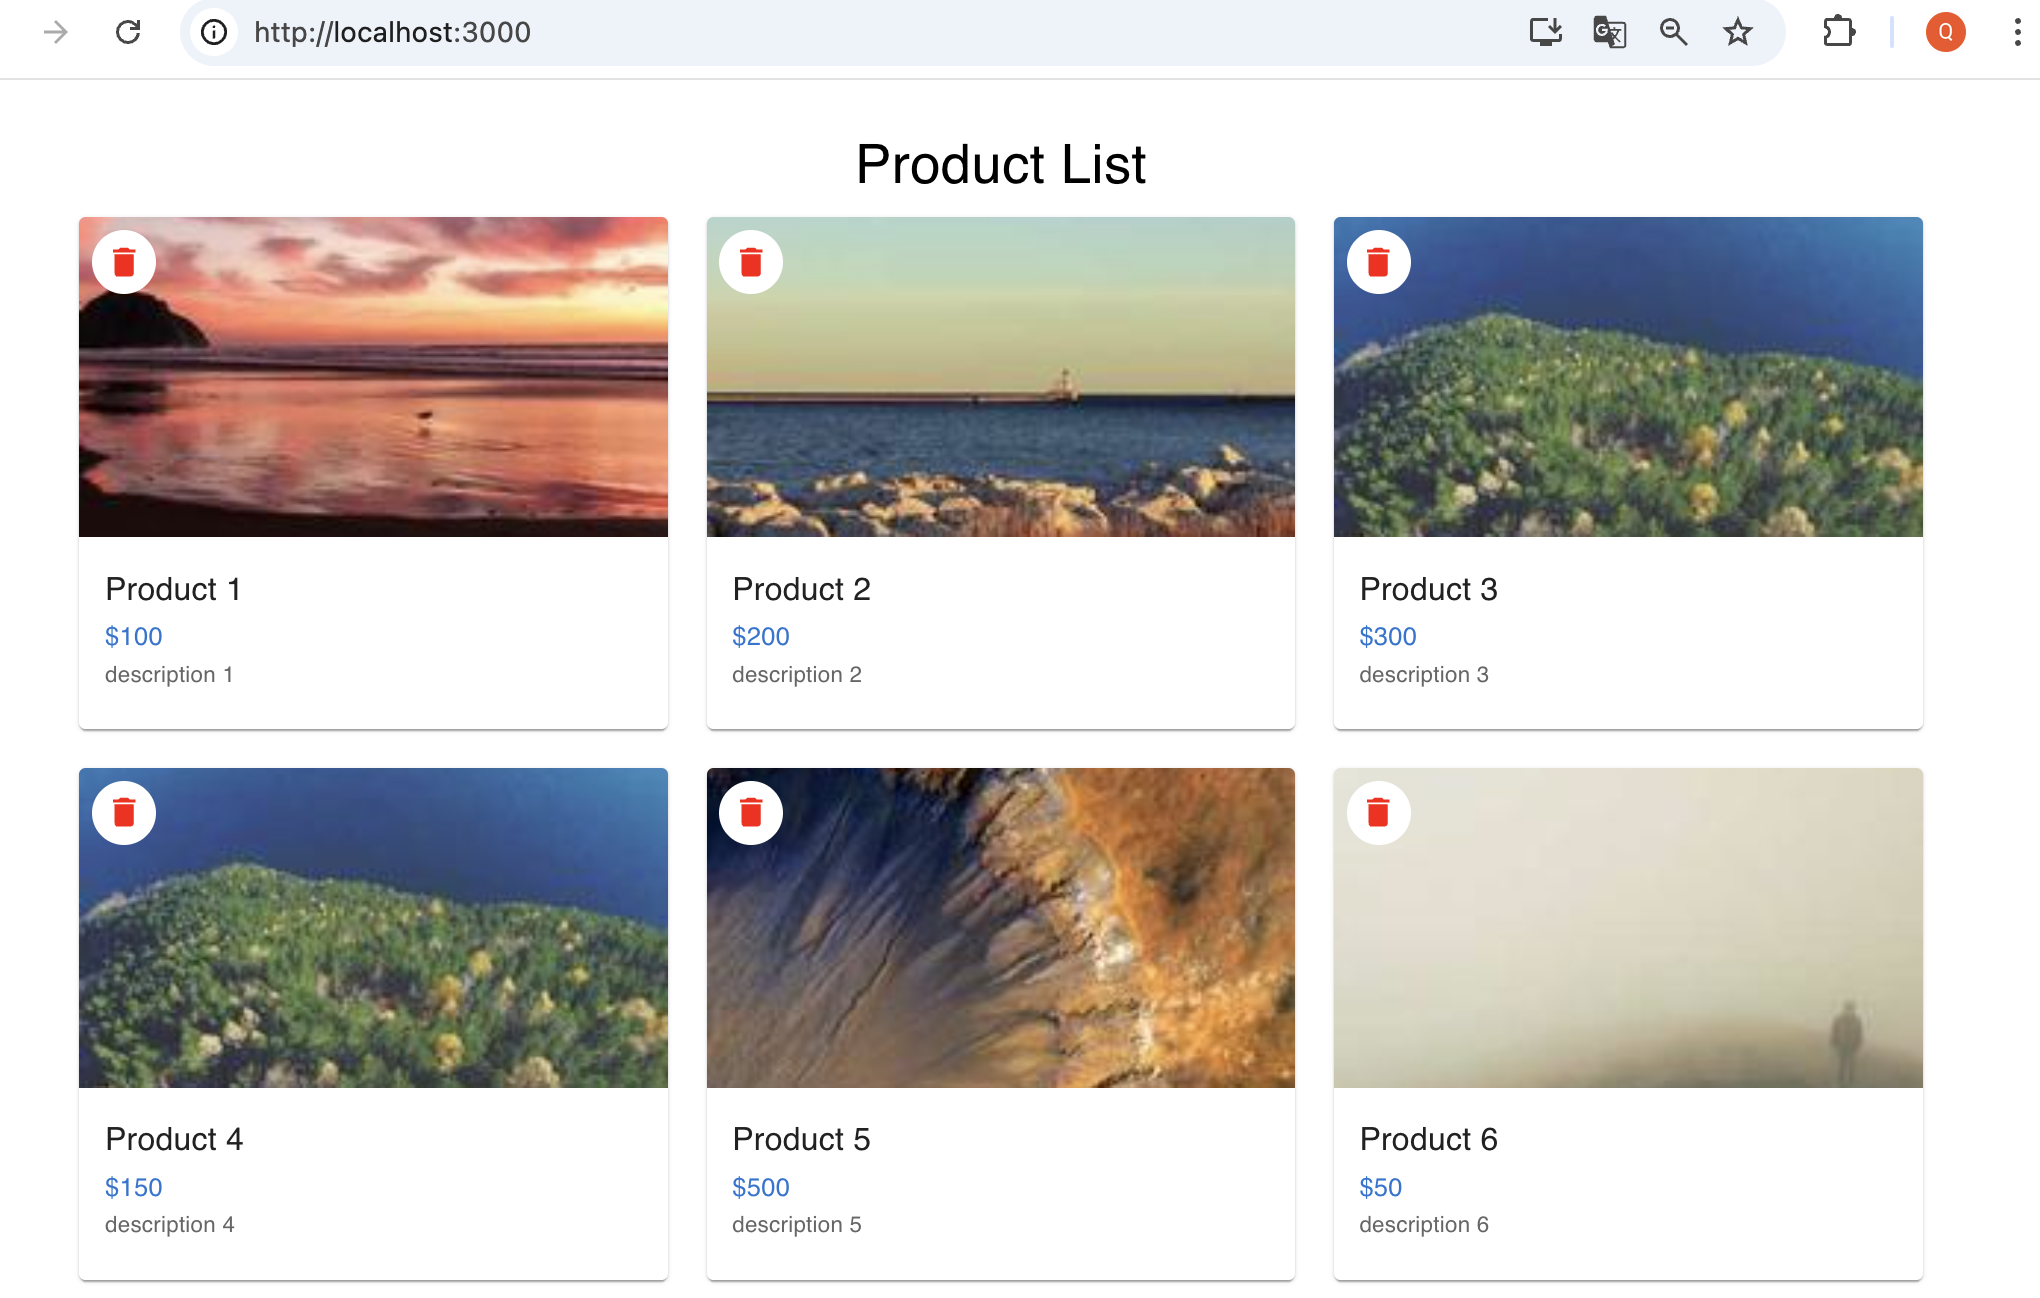 http://localhost:3000
Q
Product List
Product 1
$100
description 1
Product 2
$200
description 2
Product 3
$300
description 3
Product 4
$150
description 4
Product 5
$500
description 5
Product 6
$50
description 6